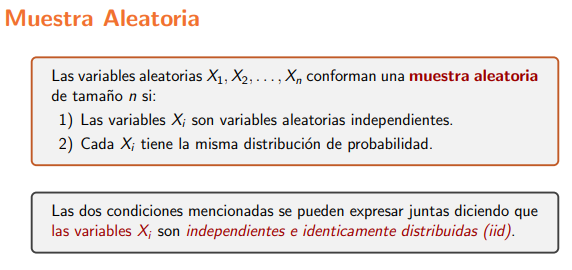 Muestra Aleatoria
Las variables aleatorias X₁, X₂, . . . , Xₙ conforman una muestra aleatoria
de tamaño n si:
1) Las variables Xᵢ son variables aleatorias independientes.
2) Cada Xᵢ tiene la misma distribución de probabilidad.
Las dos condiciones mencionadas se pueden expresar juntas diciendo que
las variables Xᵢ son independientes e identicamente distribuidas (iid).